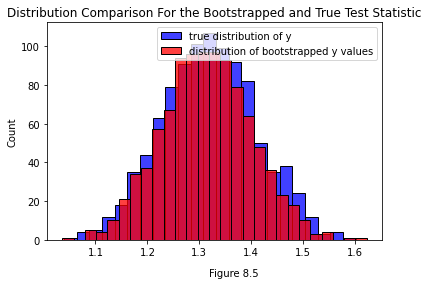 Distribution Comparison For the Bootstrapped and True Test Statistic
true distribution of y
distribution of bootstrapped y values
Count
100
80
60
40
20
0
1.1 1.2 1.3 1.4 1.5 1.6
Figure 8.5